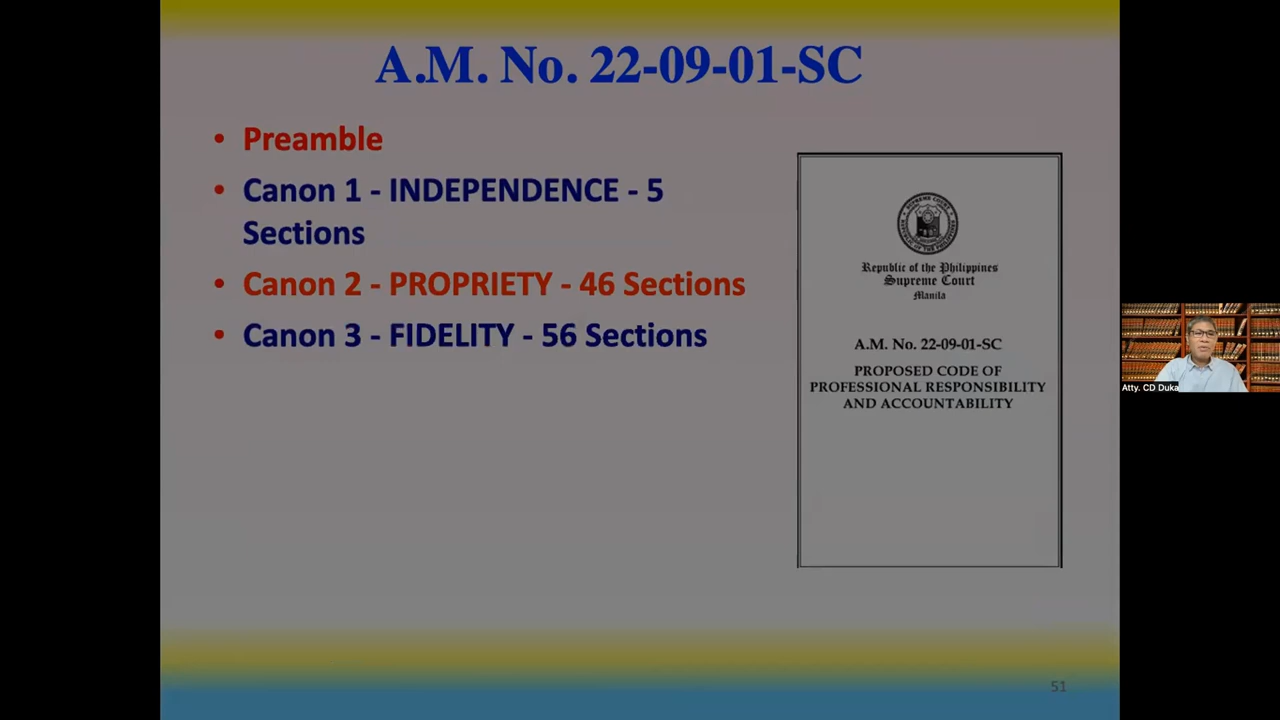 A.M. No. 22-09-01-SC
• Preamble
• Canon 1 - INDEPENDENCE - 5
Sections
• Canon 2 - PROPRIETY - 46 Sections
• Canon 3 - FIDELITY - 56 Sections
Republic of the Philippines
Supreme Court
Manila
A.M. No. 22-09-01-SC
PROPOSED CODE OF
PROFESSIONAL RESPONSIBILITY
AND ACCOUNTABILITY
Atty. CD Duka
51